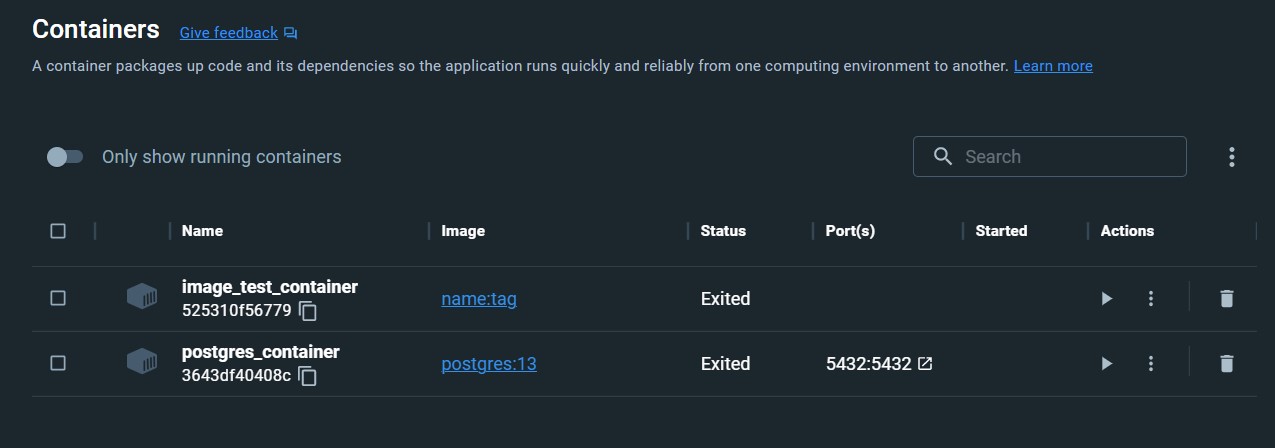 Containers Give feedback
A container packages up code and its dependencies so the application runs quickly and reliably from one computing environment to another. Learn more
Only show running containers Search
Name Image Status Port(s) Started Actions
image_test_container
525310f56779 name:tag Exited
postgres_container
3643df40408c postgres:13 Exited 5432:5432